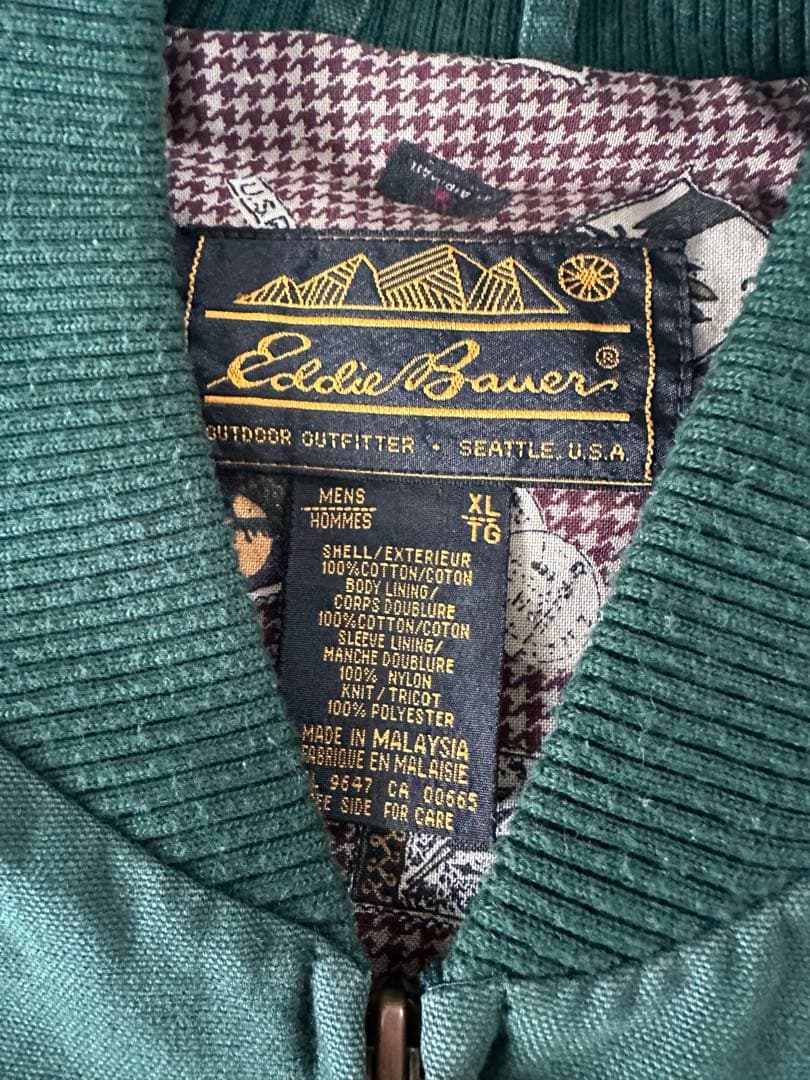 U.S.
Eddie Bauer®
OUTDOOR OUTFITTER • SEATTLE, U.S.A
MENS XL
HOMMES TG
SHELL/EXTERIEUR
100%COTTON/COTON
BODY LINING/
CORPS DOUBLURE
100%COTTON/COTON
SLEEVE LINING/
MANCHE DOUBLURE
100% NYLON
KNIT/TRICOT
100% POLYESTER
MADE IN MALAYSIA
FABRIQUE EN MALAISIE
9647 CA 00665
SIDE FOR CARE